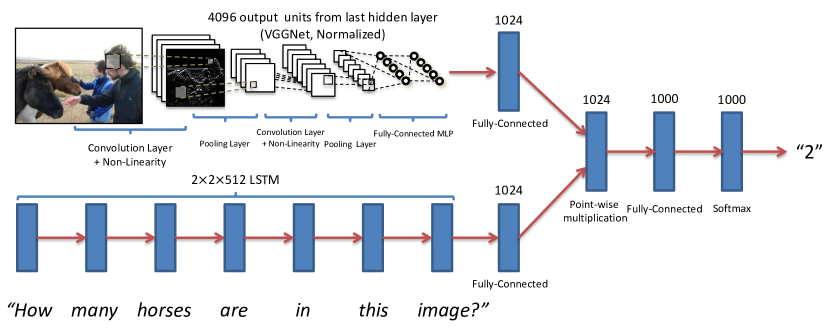 4096 output units from last hidden layer
(VGGNet, Normalized)
1024
Convolution Layer
+ Non-Linearity
Pooling Layer
Convolution Layer
+ Non-Linearity
Pooling Layer
Fully-Connected MLP
Fully-Connected
1024
1000
1000
"2"
Point-wise
multiplication
Fully-Connected
Softmax
2×2×512 LSTM
1024
Fully-Connected
"How many horses are in this image?"